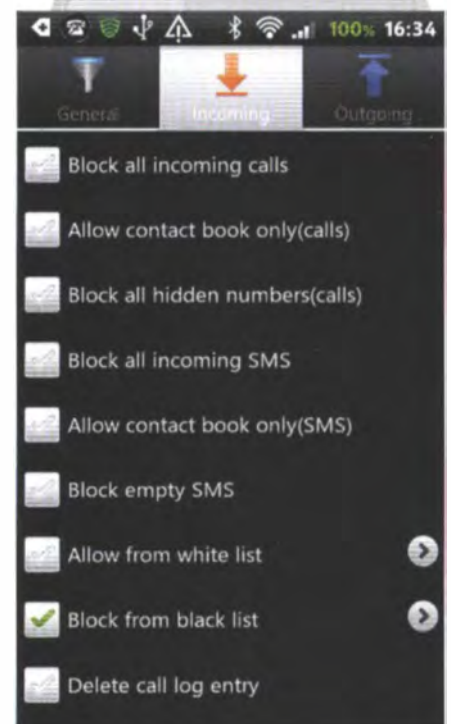 100% 16:34
General Incoming Outgoing
Block all incoming calls
Allow contact book only(calls)
Block all hidden numbers(calls)
Block all incoming SMS
Allow contact book only(SMS)
Block empty SMS
Allow from white list
Block from black list
Delete call log entry